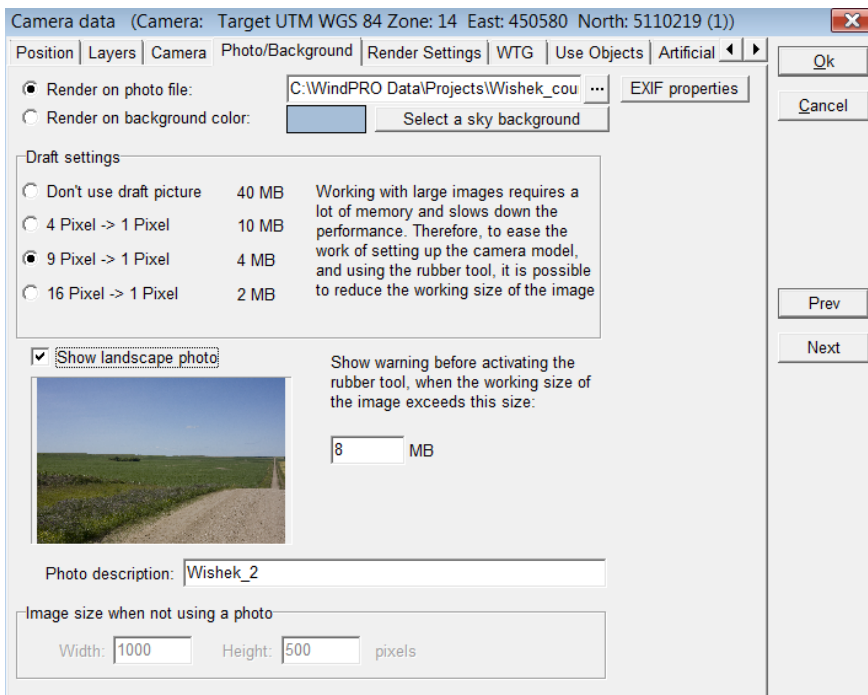 Camera data (Camera: Target UTM WGS 84 Zone: 14 East: 450580 North: 5110219 (1))
Position Layers Camera Photo/Background Render Settings WTG Use Objects Artificial
Ok
Render on photo file: C:\WindPRO Data\Projects\Wishek_cou ... EXIF properties
Cancel
Render on background color: Select a sky background
Draft settings
Don't use draft picture 40 MB
4 Pixel -> 1 Pixel 10 MB
9 Pixel -> 1 Pixel 4 MB
16 Pixel -> 1 Pixel 2 MB
Working with large images requires a
lot of memory and slows down the
performance. Therefore, to ease the
work of setting up the camera model,
and using the rubber tool, it is possible
to reduce the working size of the image
Prev
Next
Show landscape photo
Show warning before activating the
rubber tool, when the working size of
the image exceeds this size:
8 MB
Photo description: Wishek_2
Image size when not using a photo
Width: 1000 Height: 500 pixels